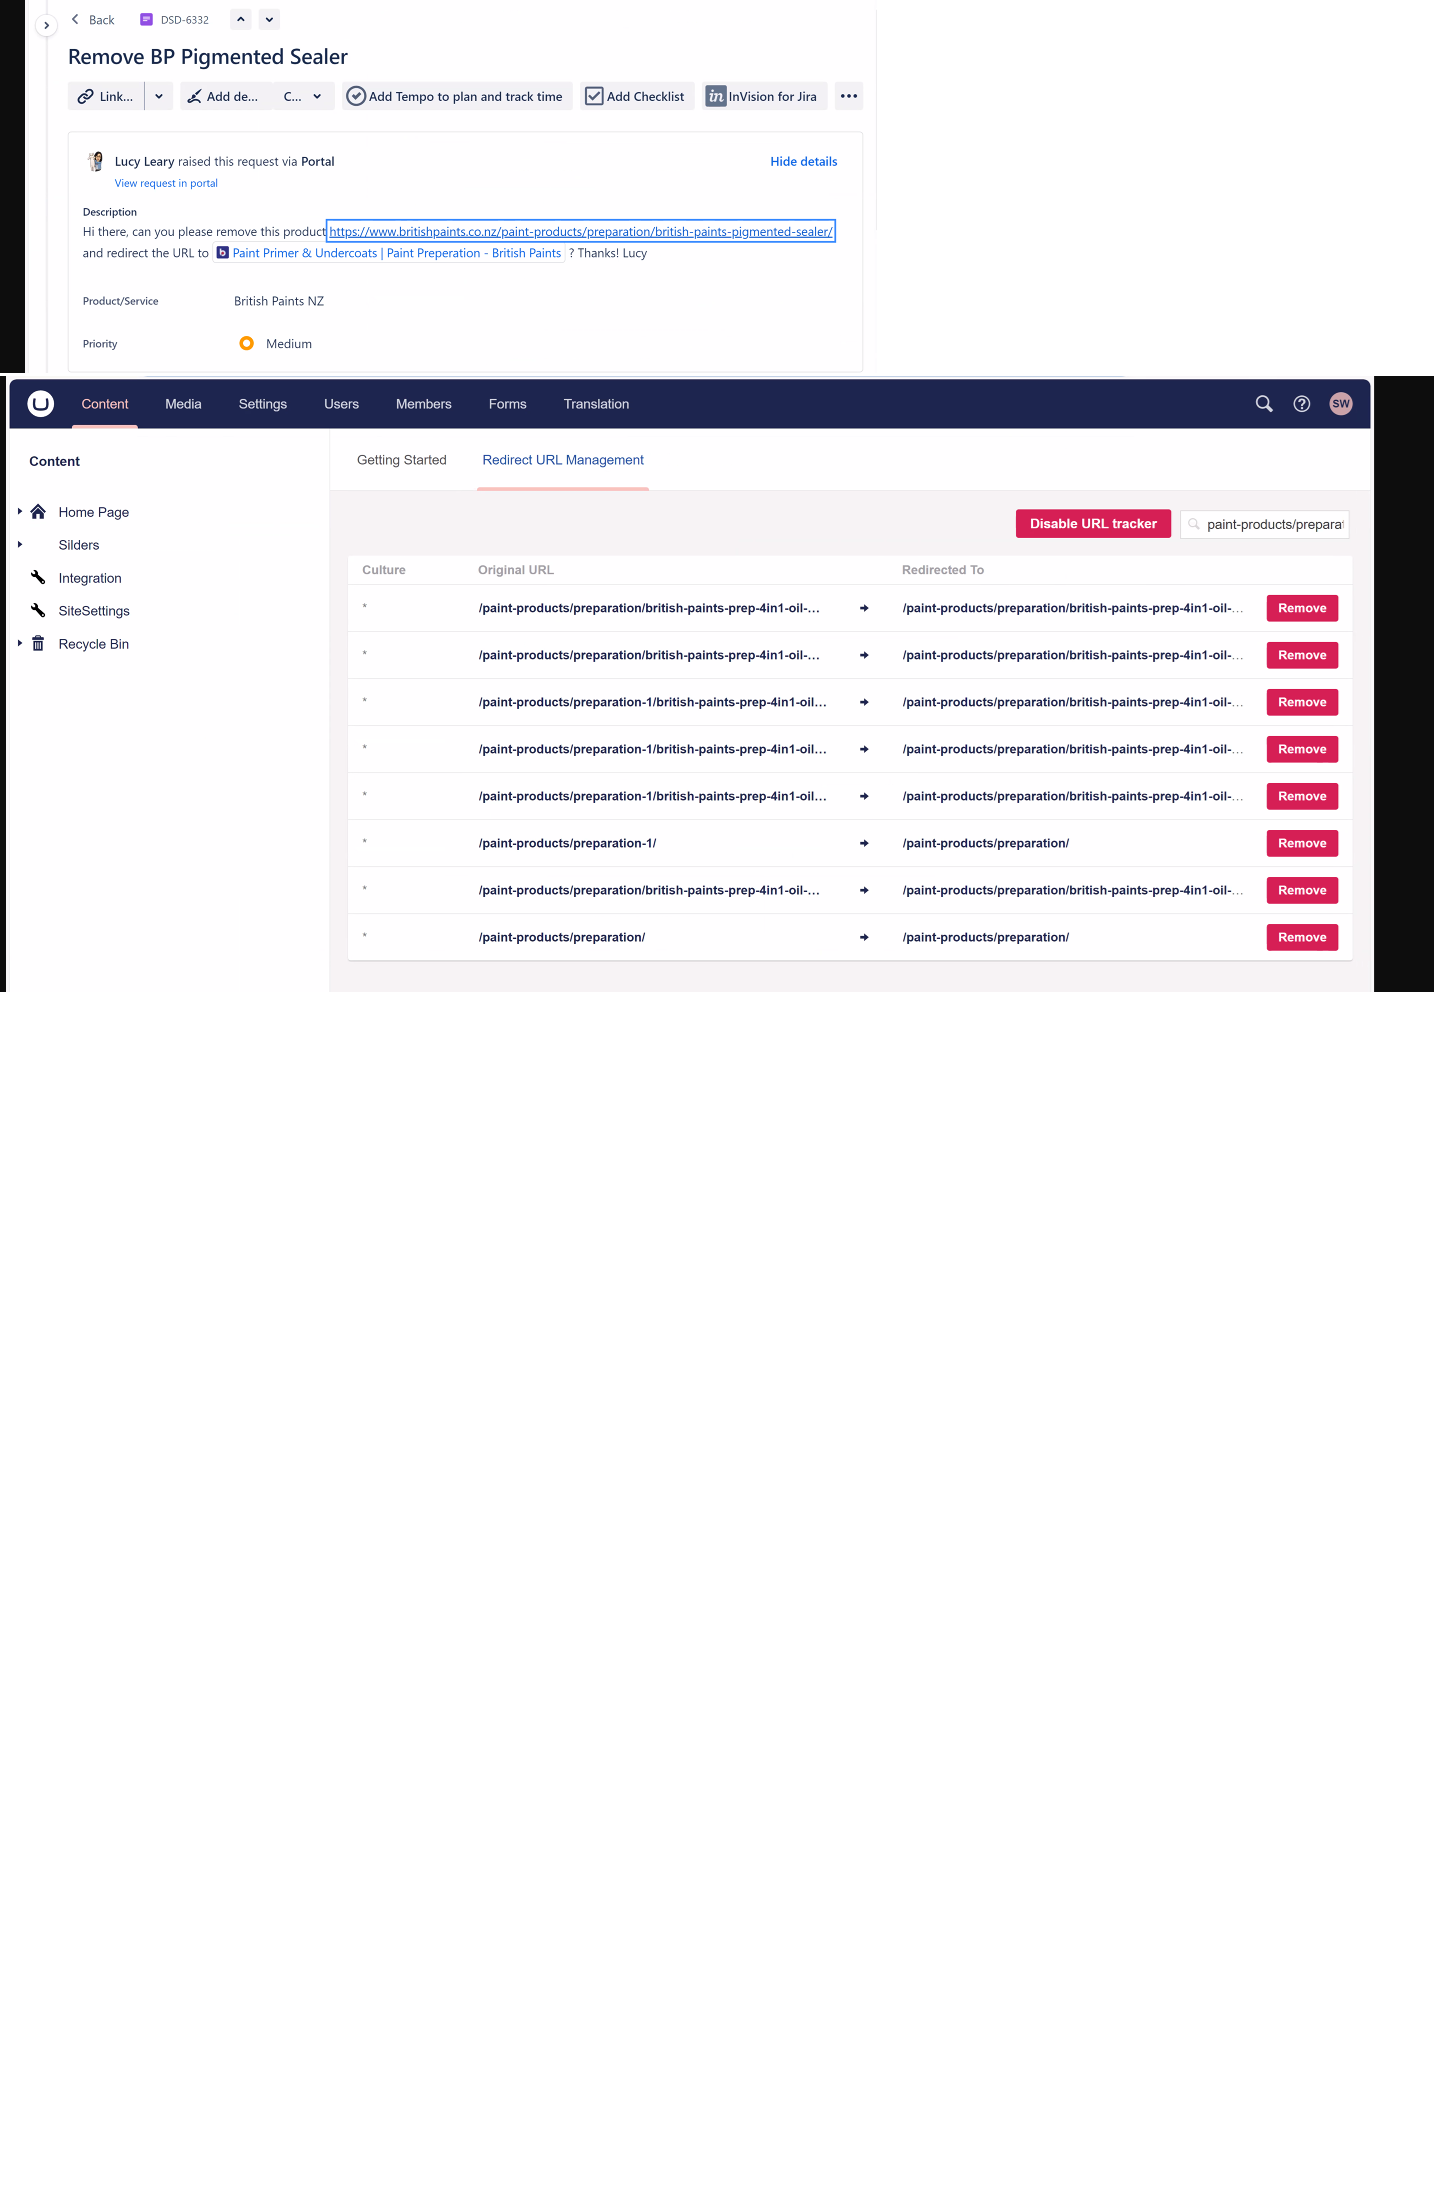 Back DSD-6332
Remove BP Pigmented Sealer
Link... Add de... C... Add Tempo to plan and track time Add Checklist in InVision for Jira
Lucy Leary raised this request via Portal Hide details
View request in portal
Description
Hi there, can you please remove this product https://www.britishpaints.co.nz/paint-products/preparation/british-paints-pigmented-sealer/
and redirect the URL to b Paint Primer & Undercoats | Paint Preperation - British Paints ? Thanks! Lucy
Product/Service British Paints NZ
Priority Medium
Content Media Settings Users Members Forms Translation SW
Content Getting Started Redirect URL Management
Home Page
Silders
Integration
SiteSettings
Recycle Bin
Disable URL tracker paint-products/preparat
Culture Original URL Redirected To
* /paint-products/preparation/british-paints-prep-4in1-oil-... /paint-products/preparation/british-paints-prep-4in1-oil-... Remove
* /paint-products/preparation/british-paints-prep-4in1-oil-... /paint-products/preparation/british-paints-prep-4in1-oil-... Remove
* /paint-products/preparation-1/british-paints-prep-4in1-oil... /paint-products/preparation/british-paints-prep-4in1-oil-... Remove
* /paint-products/preparation-1/british-paints-prep-4in1-oil... /paint-products/preparation/british-paints-prep-4in1-oil-... Remove
* /paint-products/preparation-1/british-paints-prep-4in1-oil... /paint-products/preparation/british-paints-prep-4in1-oil-... Remove
* /paint-products/preparation-1/ /paint-products/preparation/ Remove
* /paint-products/preparation/british-paints-prep-4in1-oil-... /paint-products/preparation/british-paints-prep-4in1-oil-... Remove
* /paint-products/preparation/ /paint-products/preparation/ Remove